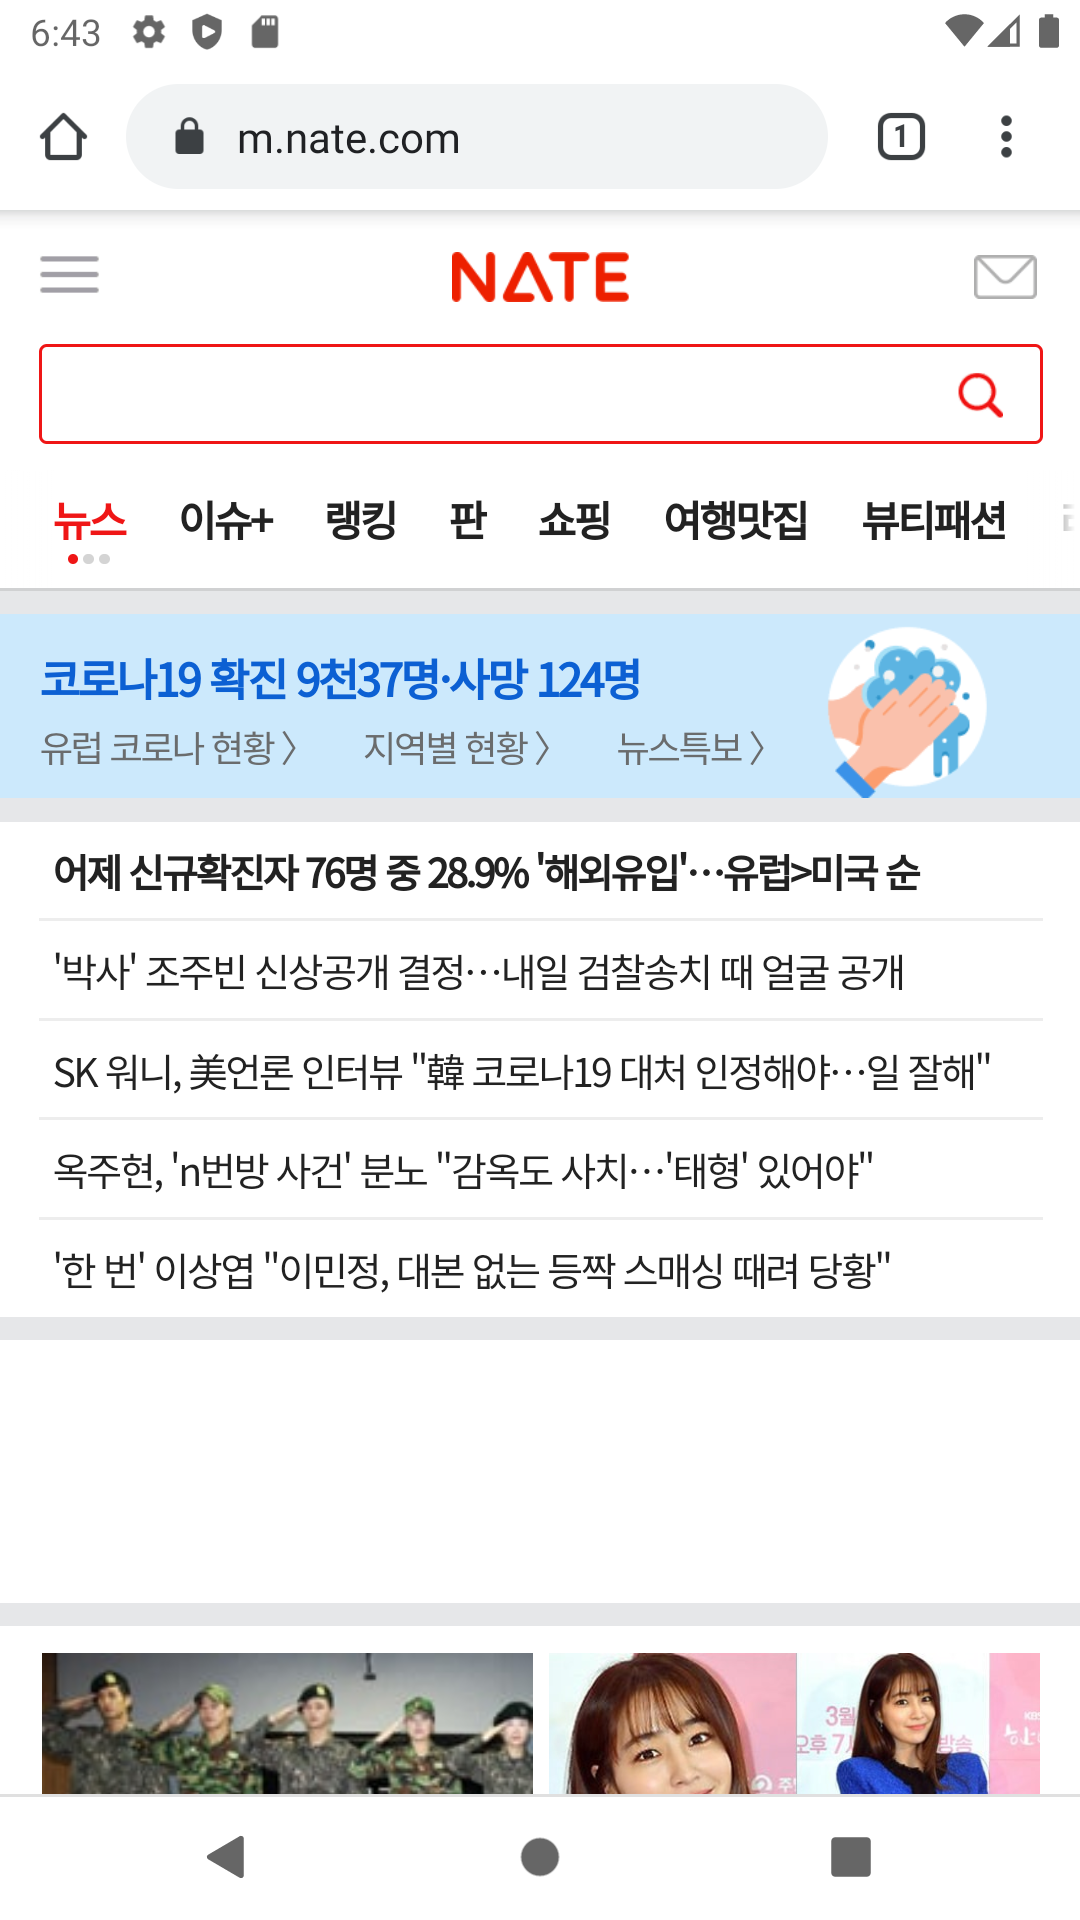 6:43
m.nate.com
1
NATE
뉴스 이슈+ 랭킹 판 쇼핑 여행맛집 뷰티패션
코로나19 확진 9천37명·사망 124명
유럽 코로나 현황 〉 지역별 현황 〉 뉴스특보 〉
어제 신규확진자 76명 중 28.9% '해외유입'…유럽>미국 순
'박사' 조주빈 신상공개 결정…내일 검찰송치 때 얼굴 공개
SK 워니, 美언론 인터뷰 "韓 코로나19 대처 인정해야…일 잘해"
옥주현, 'n번방 사건' 분노 "감옥도 사치…'태형' 있어야"
'한 번' 이상엽 "이민정, 대본 없는 등짝 스매싱 때려 당황"
3월
KBS
오후 7
방송